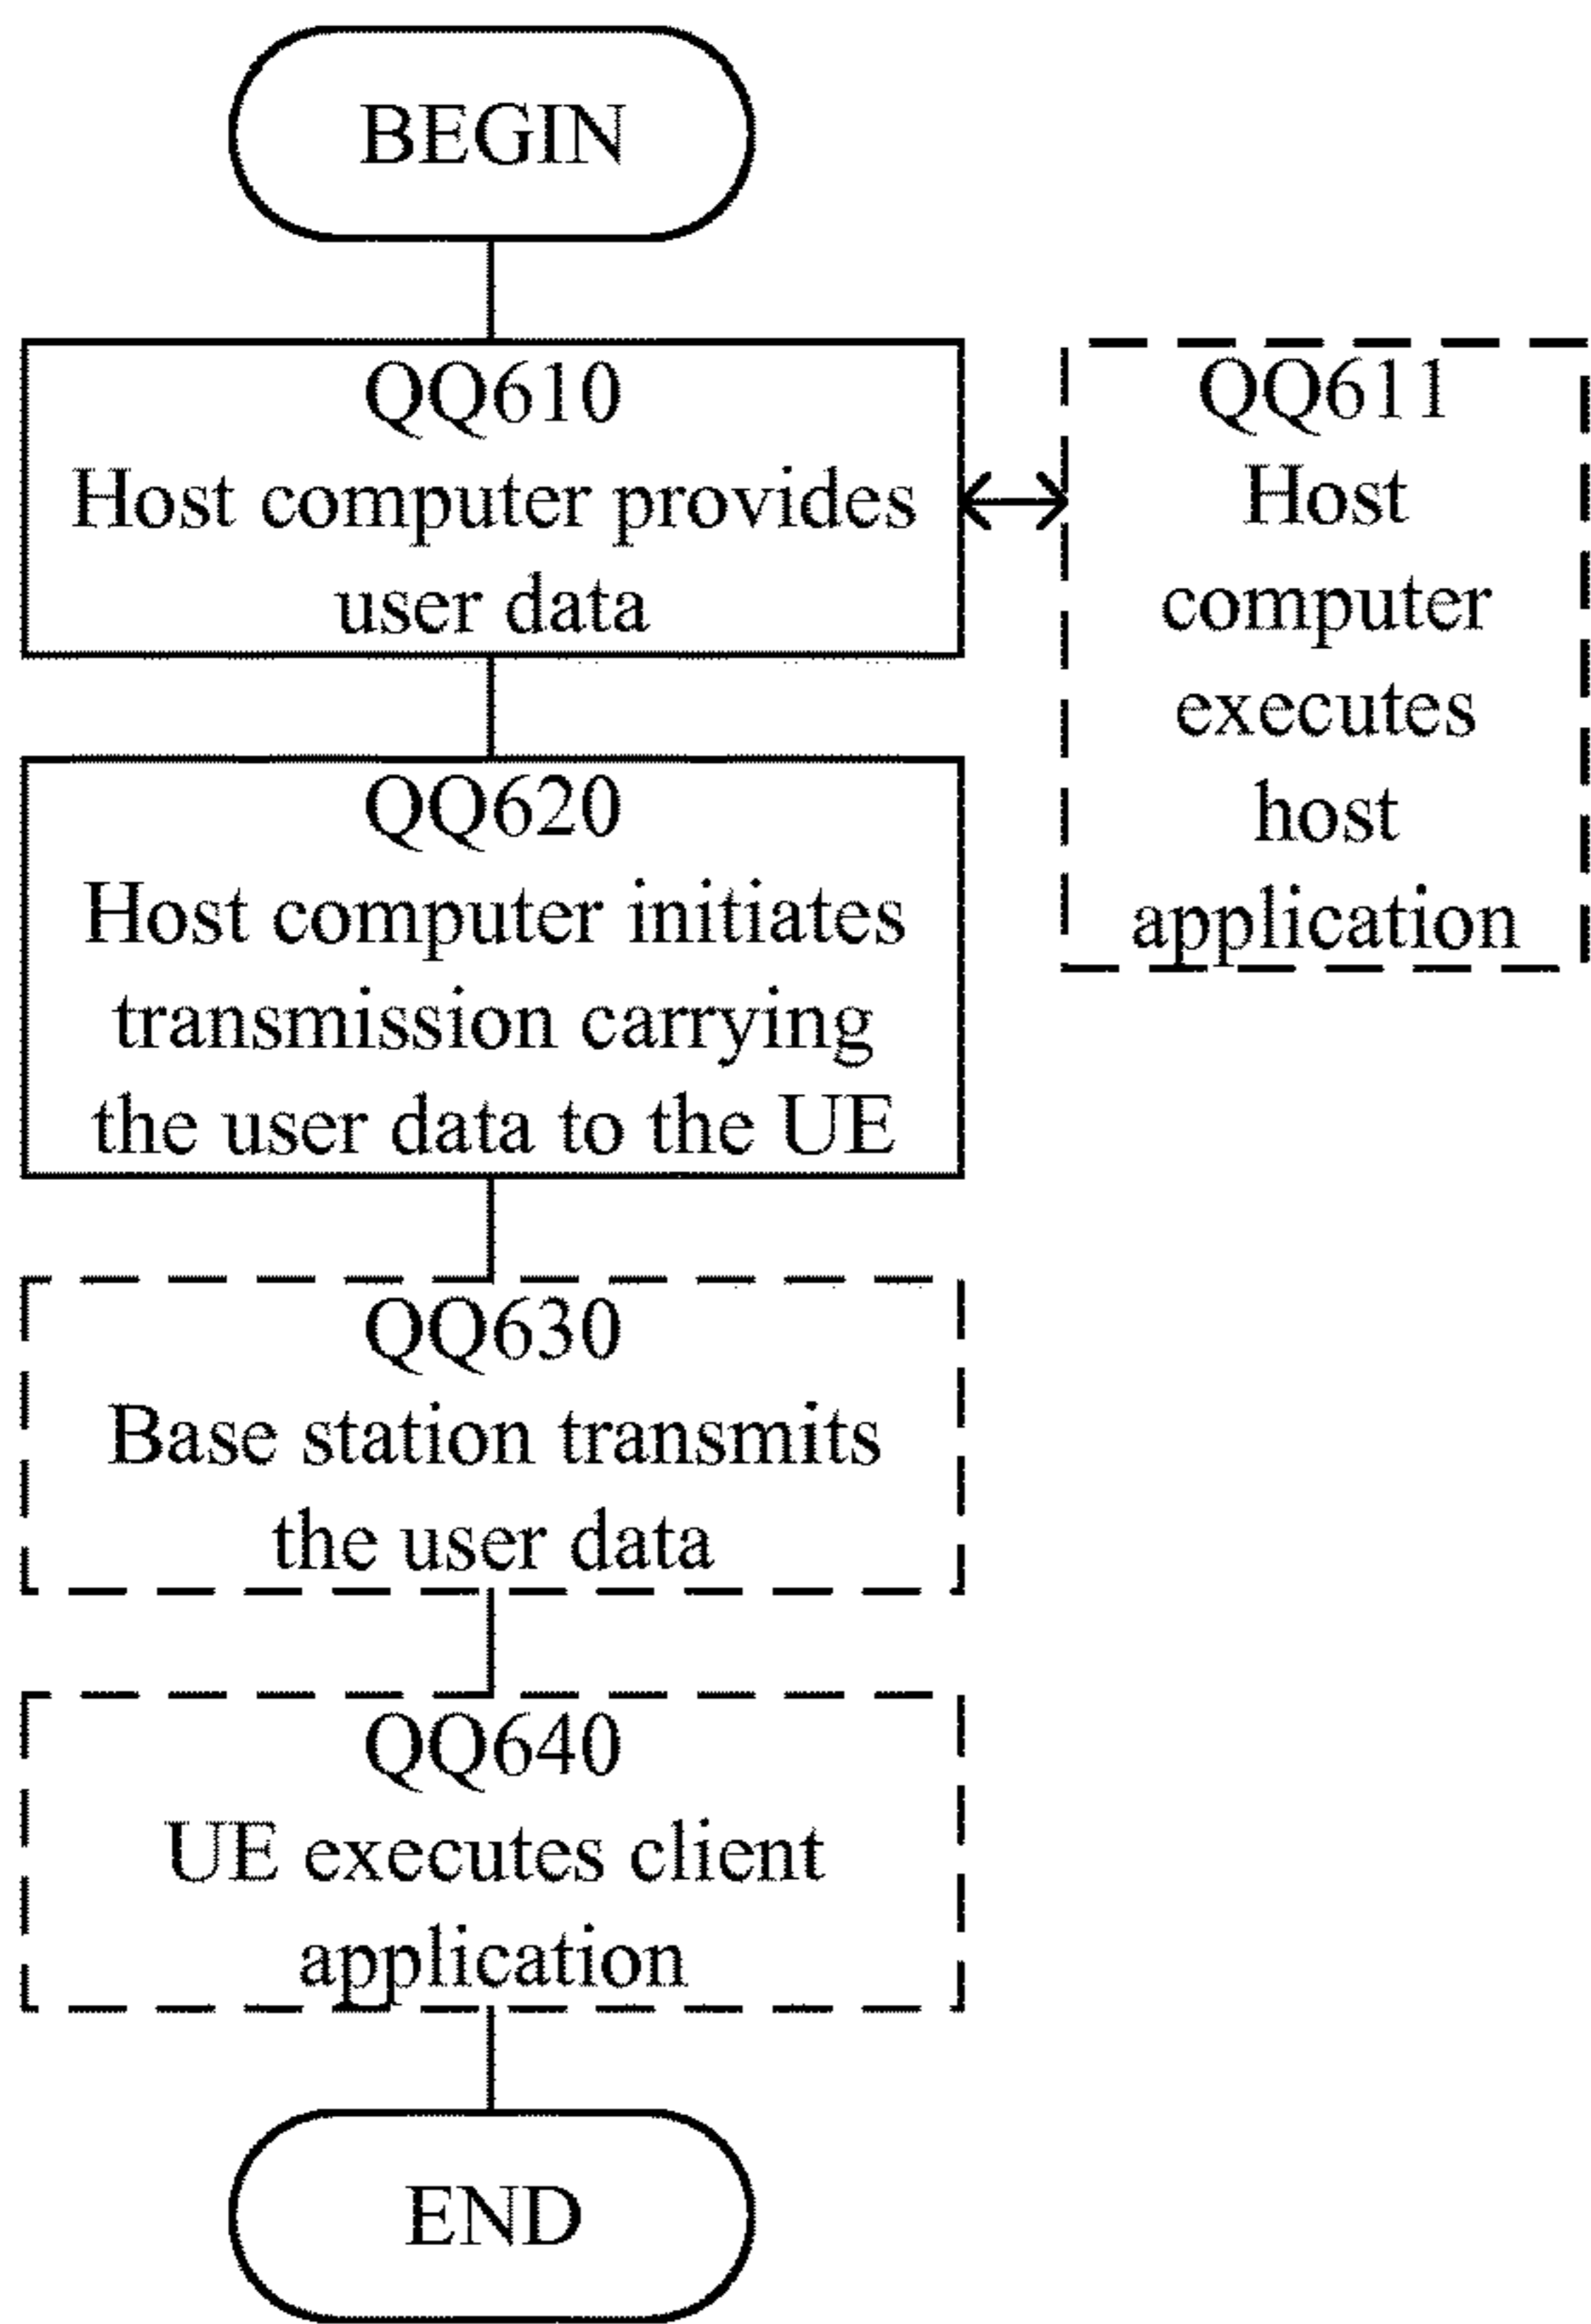 BEGIN
QQ610
Host computer provides
user data
QQ611
Host
computer
executes
host
application
QQ620
Host computer initiates
transmission carrying
the user data to the UE
QQ630
Base station transmits
the user data
QQ640
UE executes client
application
END